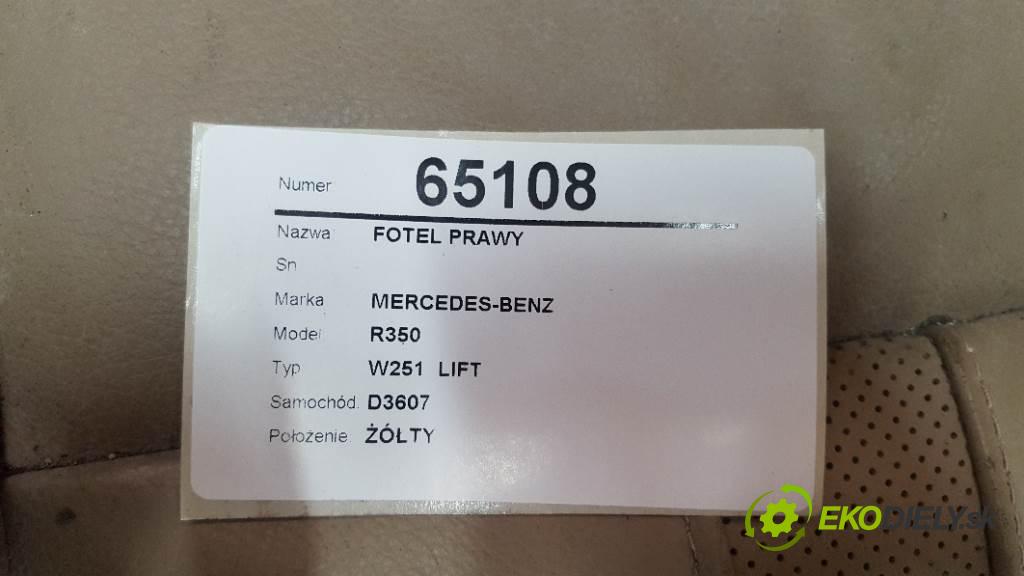 Numer 65108
Nazwa: FOTEL PRAWY
Sn
Marka MERCEDES-BENZ
Model R350
Typ W251 LIFT
Samochód. D3607
Położenie: ŻÓŁTY
EKODIELY.sk